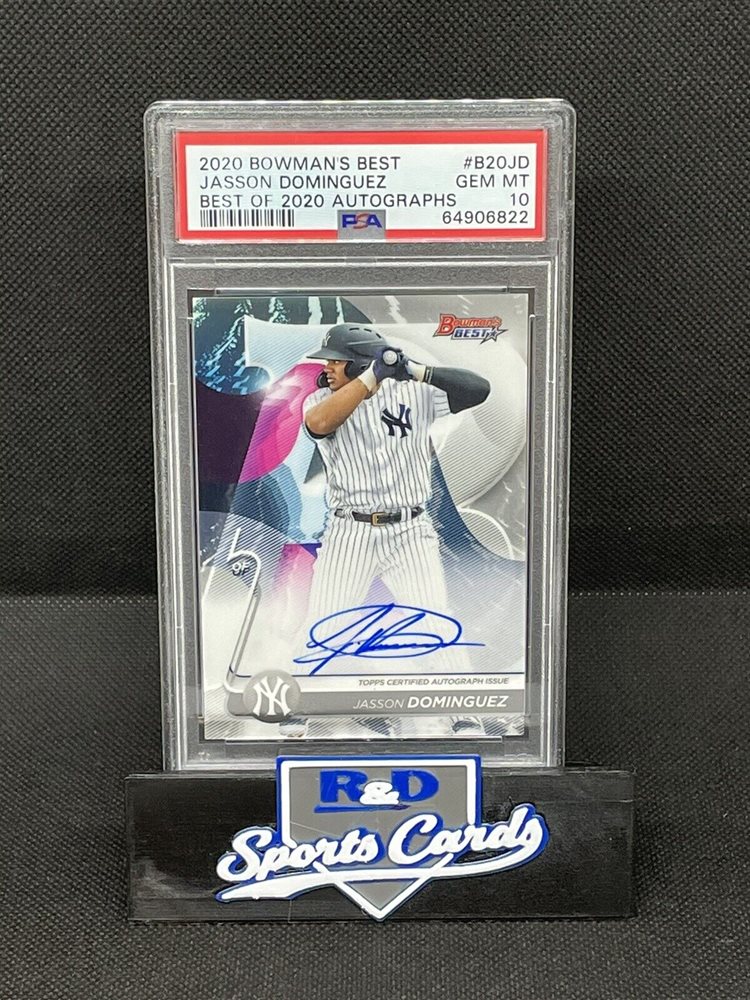 2020 BOWMAN'S BEST #B20JD
JASSON DOMINGUEZ GEM MT
BEST OF 2020 AUTOGRAPHS 10
PSA 64906822
Bowman's
BEST
NY
OF
TOPPS CERTIFIED AUTOGRAPH ISSUE
NY
JASSON DOMINGUEZ
R&D
Sports Cards